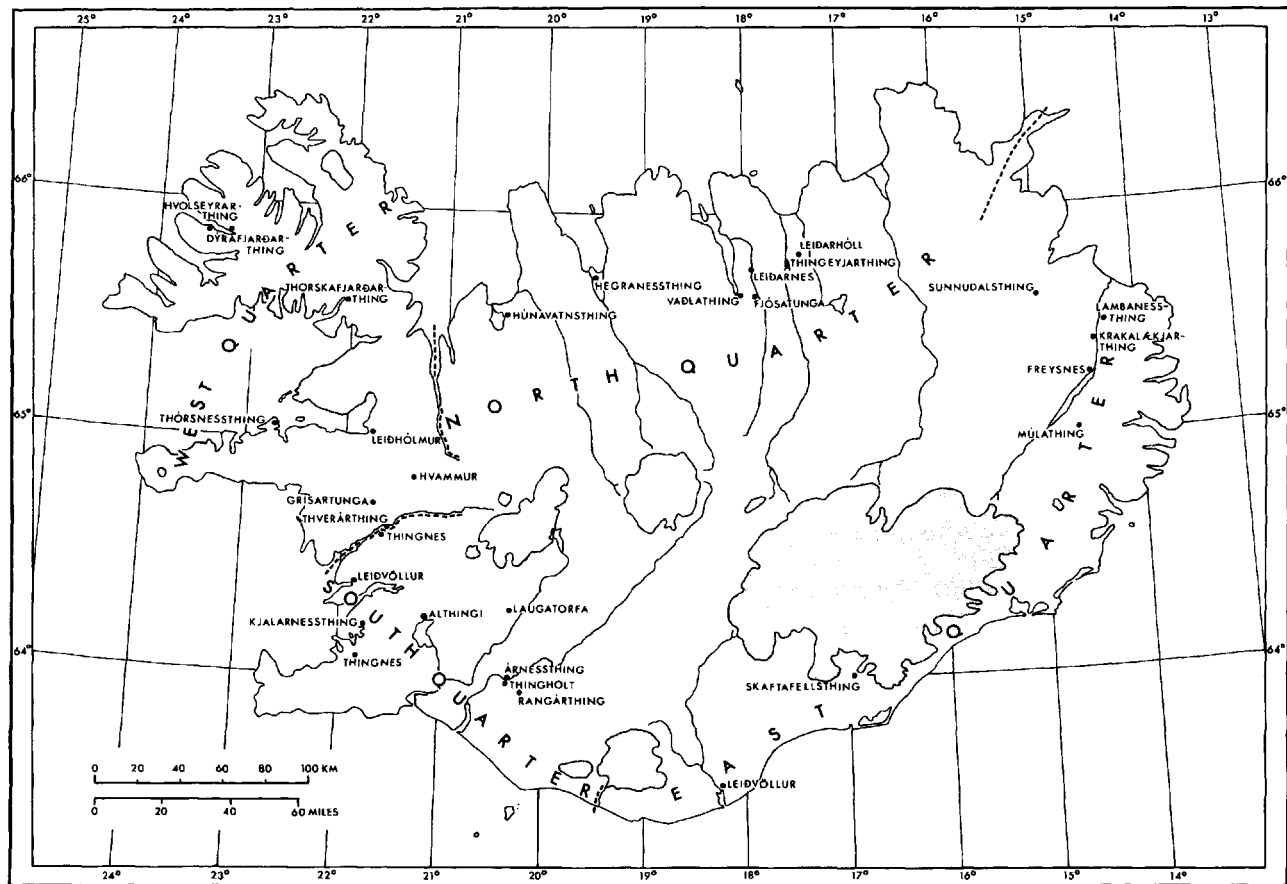 25° 24° 23° 22° 21° 20° 19° 18° 17° 16° 15° 14° 13°
66°
66°
HVOLSEYRAR-
THING
DYRAFJARÐAR-
THING
THORSKAFJARÐAR-
THING
WEST QUARTER
HÚNAVATNSTHING
HEGRANESSTHING
VAÐLATHING
LEIÐARNES
FJÓSATUNGA
LEIÐARHÓLL
THINGEYJARTHING
NORTH QUARTER
SUNNUDALSTHING
LAMBANESS-
THING
KRAKALÆKJAR-
THING
FREYSNES
MÚLATHING
65°
65°
THÓRSNESSTHING
LEIÐHÓLMUR
HVAMMUR
GRISARTUNGA
THVERÁRTHING
THINGNES
LEIÐVÖLLUR
KJALARNESSTHING
ALTHINGI
LAUGATORFA
THINGNES
64°
64°
ÁRNESSTHING
THINGHOLT
RANGÁRTHING
SOUTH QUARTER
SKAFTAFELLSTHING
LEIÐVÖLLUR
EAST QUARTER
0 20 40 60 80 100 KM
0 20 40 60 MILES
24° 23° 22° 21° 20° 19° 18° 17° 16° 15° 14°